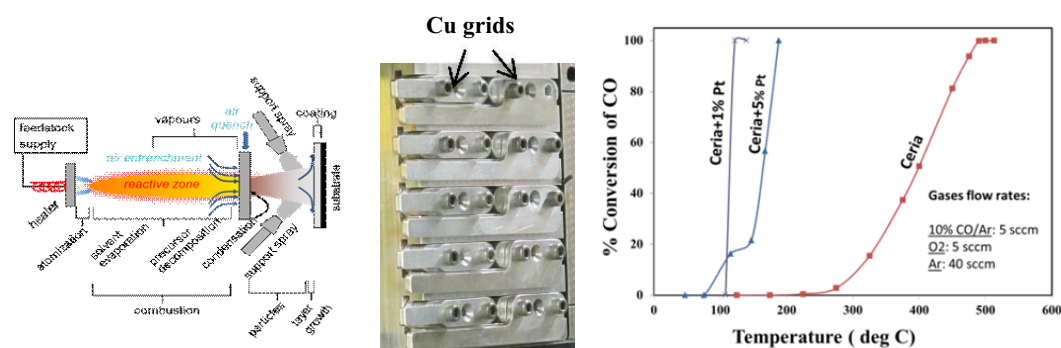 feedstock
supply
heater
atomization
solvent
evaporation
precursor
decomposition
combustion
vapours
air entrenchment
reactive zone
air
quench
condensation
support spray
support spray
particles
layer
growth
coating
substrate
Cu grids
% Conversion of CO
100
80
60
40
20
0
0
100
200
300
400
500
600
Temperature ( deg C)
Ceria+1% Pt
Ceria+5% Pt
Ceria
Gases flow rates:
10% CO/Ar: 5 sccm
O2: 5 sccm
Ar: 40 sccm